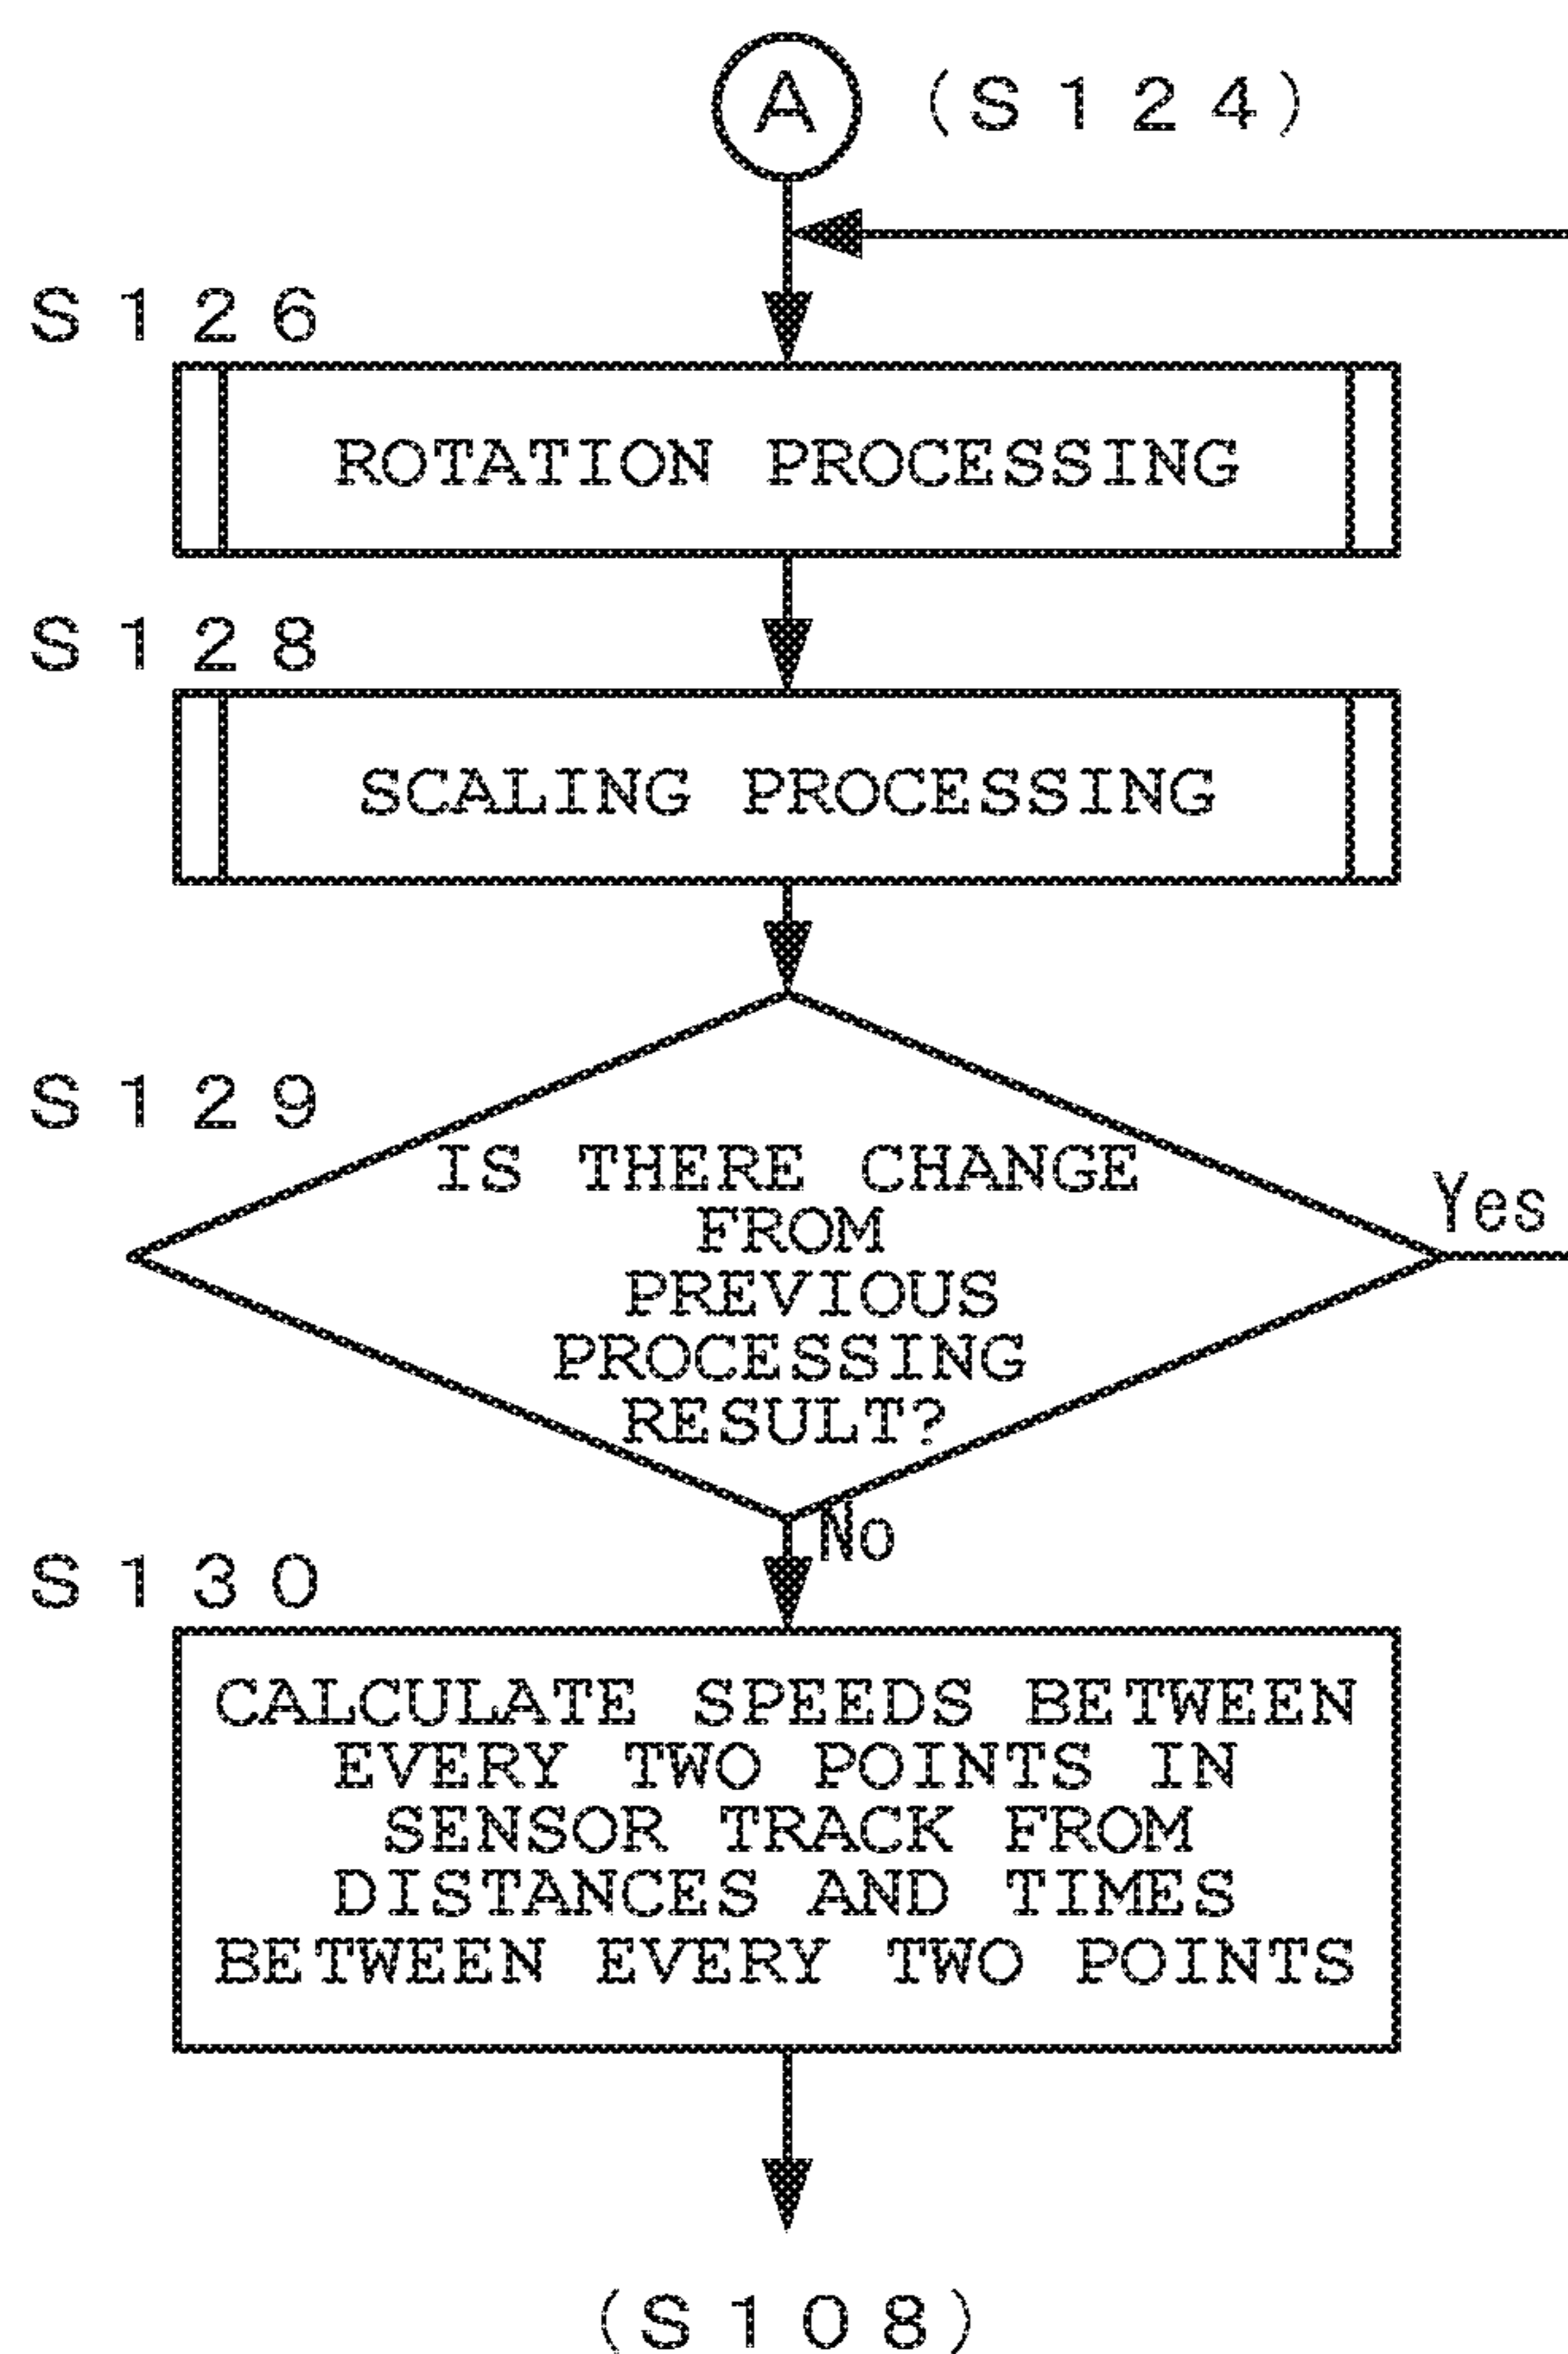 A (S124)
S126
ROTATION PROCESSING
S128
SCALING PROCESSING
S129
IS THERE CHANGE
FROM
PREVIOUS
PROCESSING
RESULT?
Yes
No
S130
CALCULATE SPEEDS BETWEEN
EVERY TWO POINTS IN
SENSOR TRACK FROM
DISTANCES AND TIMES
BETWEEN EVERY TWO POINTS
(S108)